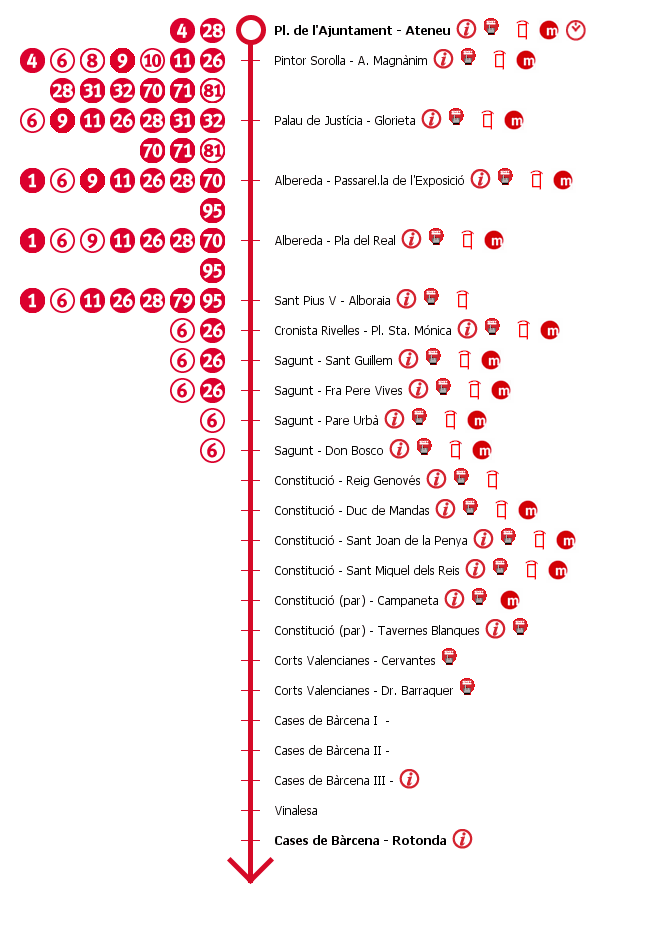 4 28 Pl. de l'Ajuntament - Ateneu i m
4 6 8 9 10 11 26 Pintor Sorolla - A. Magnànim i m
28 31 32 70 71 81
6 9 11 26 28 31 32 Palau de Justícia - Glorieta i m
70 71 81
1 6 9 11 26 28 70 Albereda - Passarel.la de l'Exposició i m
95
1 6 9 11 26 28 70 Albereda - Pla del Real i m
95
1 6 11 26 28 79 95 Sant Pius V - Alboraia i
6 26 Cronista Rivelles - Pl. Sta. Mónica i m
6 26 Sagunt - Sant Guillem i m
6 26 Sagunt - Fra Pere Vives i m
6 Sagunt - Pare Urbà i m
6 Sagunt - Don Bosco i m
Constitució - Reig Genovés i
Constitució - Duc de Mandas i m
Constitució - Sant Joan de la Penya i m
Constitució - Sant Miquel dels Reis i m
Constitució (par) - Campaneta i m
Constitució (par) - Tavernes Blanques i
Corts Valencianes - Cervantes
Corts Valencianes - Dr. Barraquer
Cases de Bàrcena I -
Cases de Bàrcena II -
Cases de Bàrcena III - i
Vinalesa
Cases de Bàrcena - Rotonda i